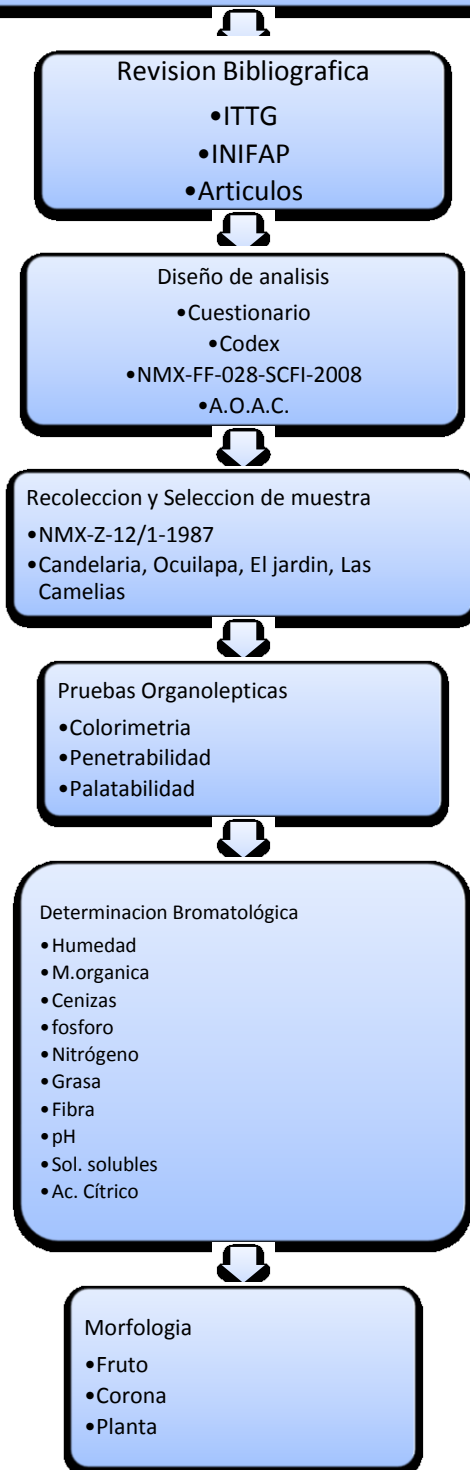 Revision Bibliografica
•ITTG
•INIFAP
•Articulos
Diseño de analisis
•Cuestionario
•Codex
•NMX-FF-028-SCFI-2008
•A.O.A.C.
Recoleccion y Seleccion de muestra
•NMX-Z-12/1-1987
•Candelaria, Ocuilapa, El jardin, Las
Camelias
Pruebas Organolepticas
•Colorimetria
•Penetrabilidad
•Palatabilidad
Determinacion Bromatológica
•Humedad
•M.organica
•Cenizas
•fosforo
•Nitrógeno
•Grasa
•Fibra
•pH
•Sol. solubles
•Ac. Cítrico
Morfologia
•Fruto
•Corona
•Planta